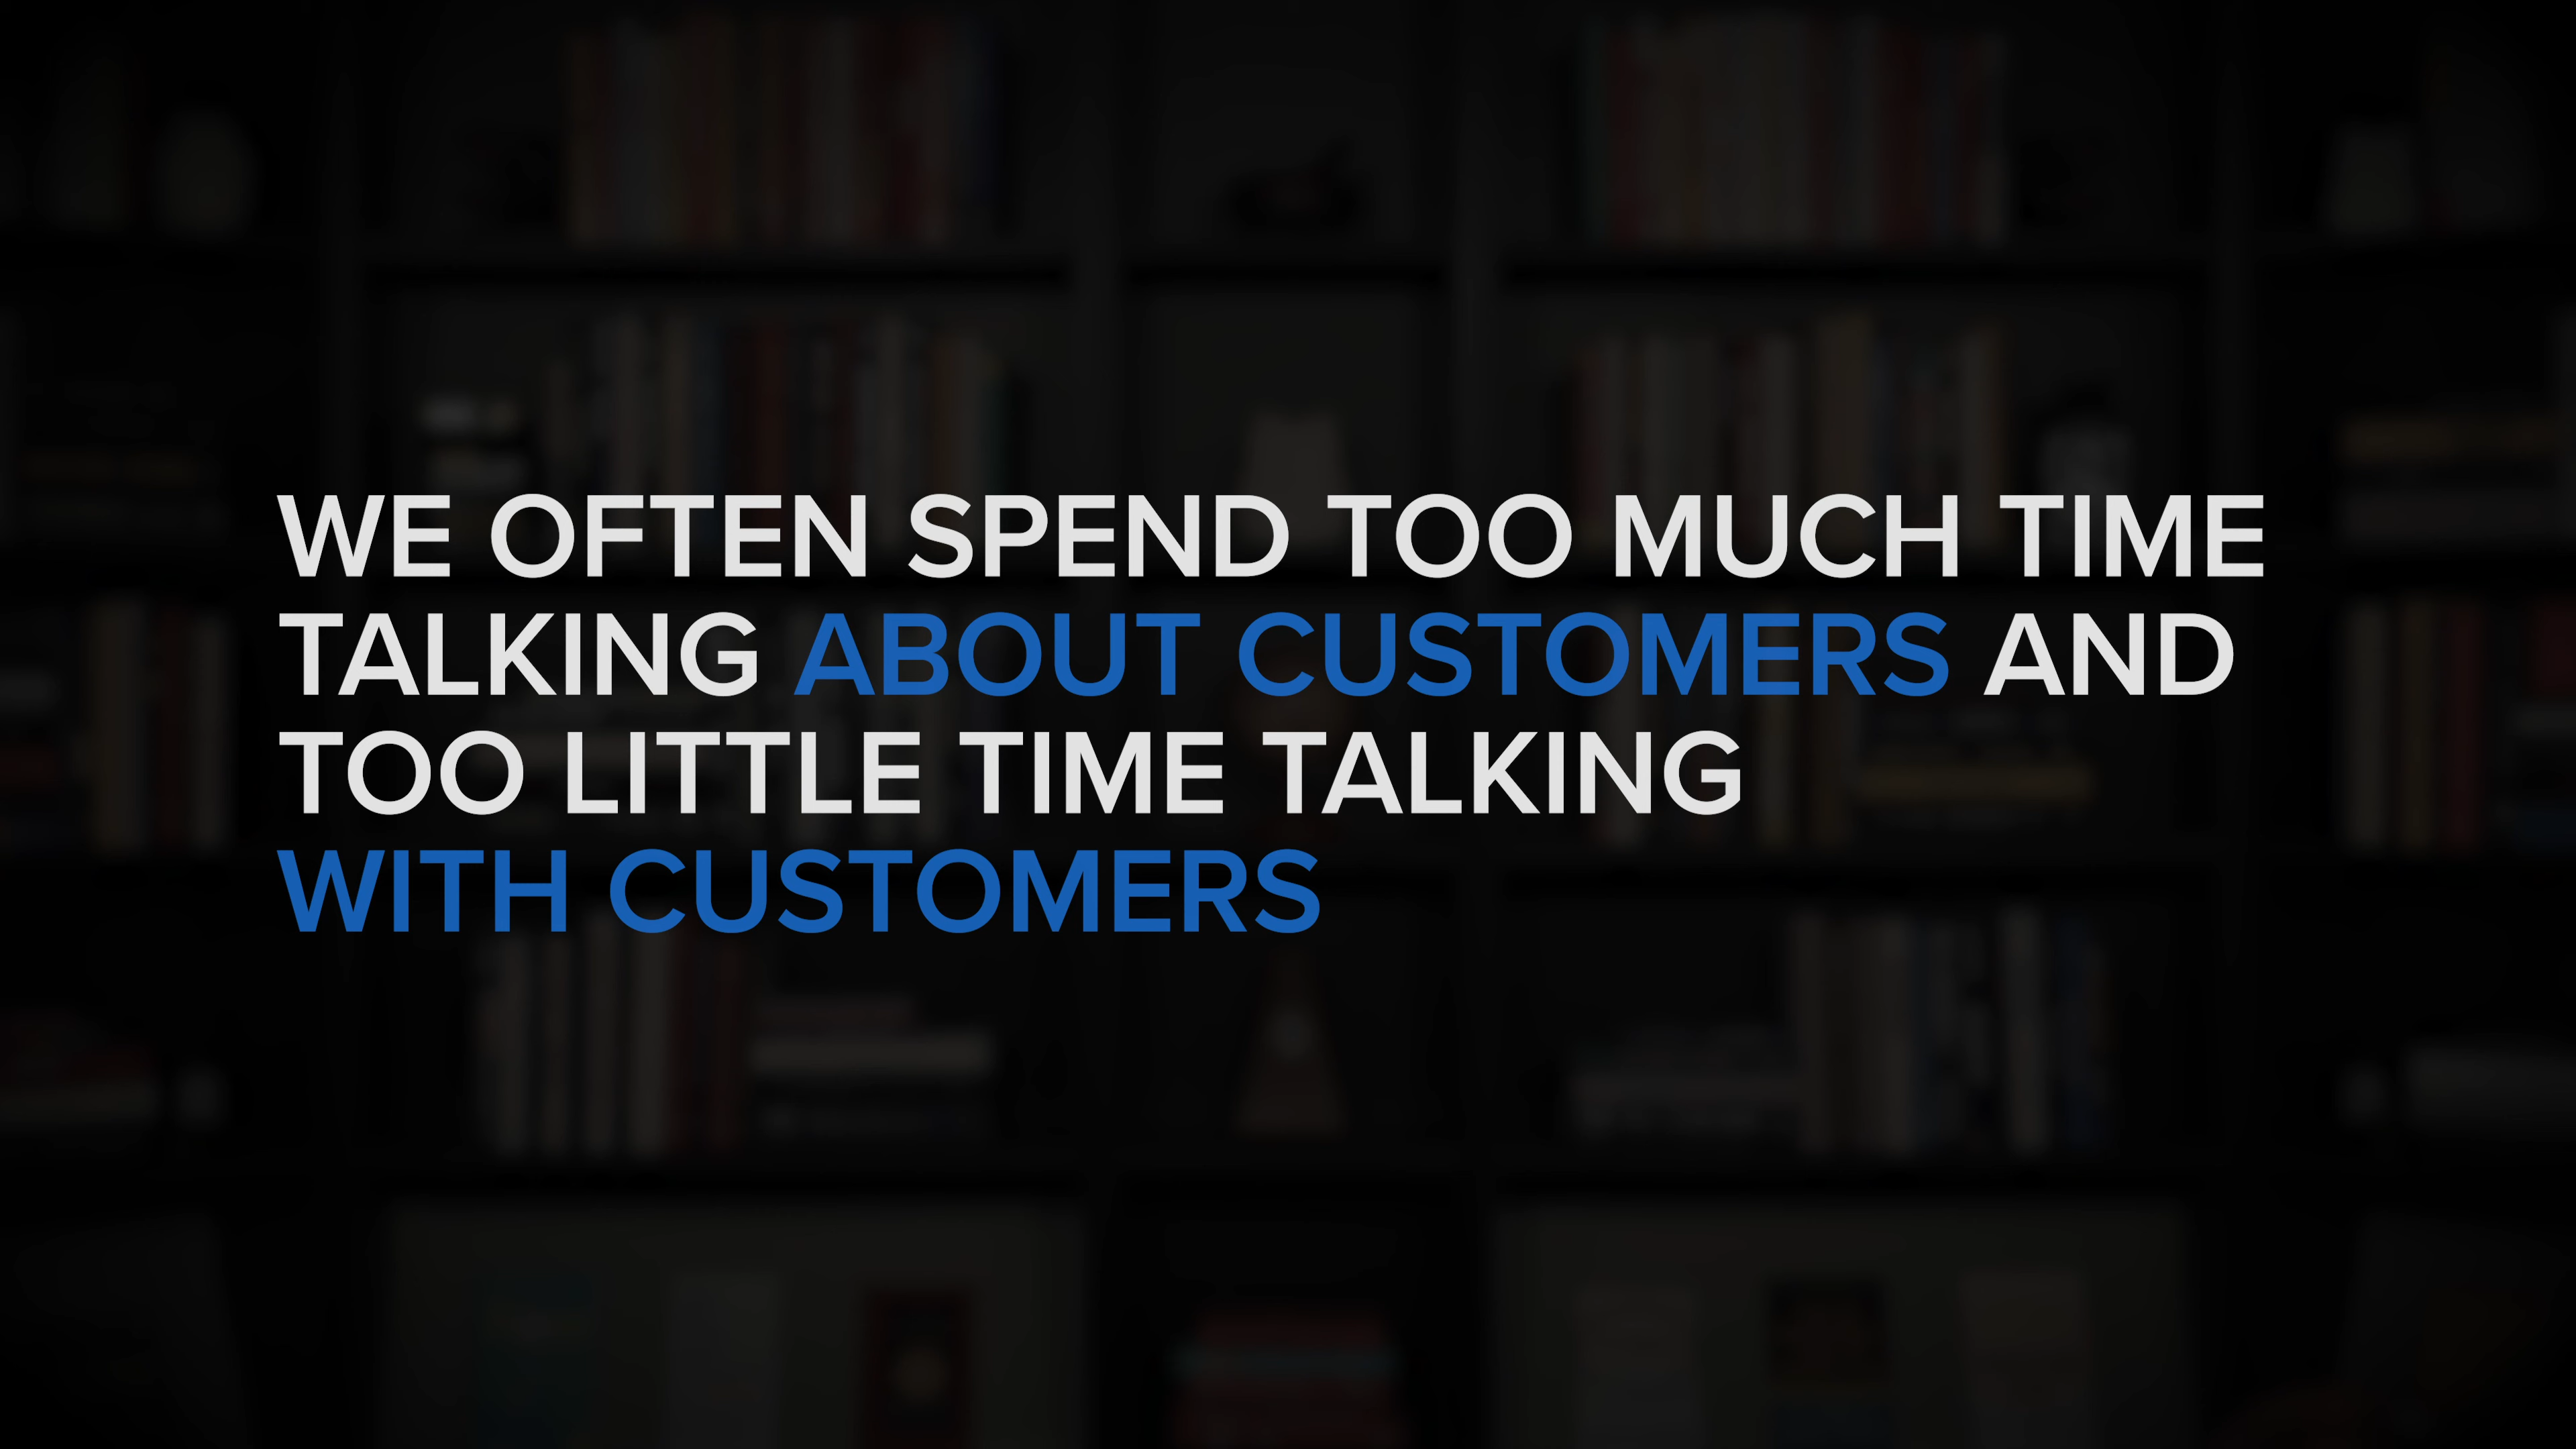 WE OFTEN SPEND TOO MUCH TIME
TALKING ABOUT CUSTOMERS AND
TOO LITTLE TIME TALKING
WITH CUSTOMERS